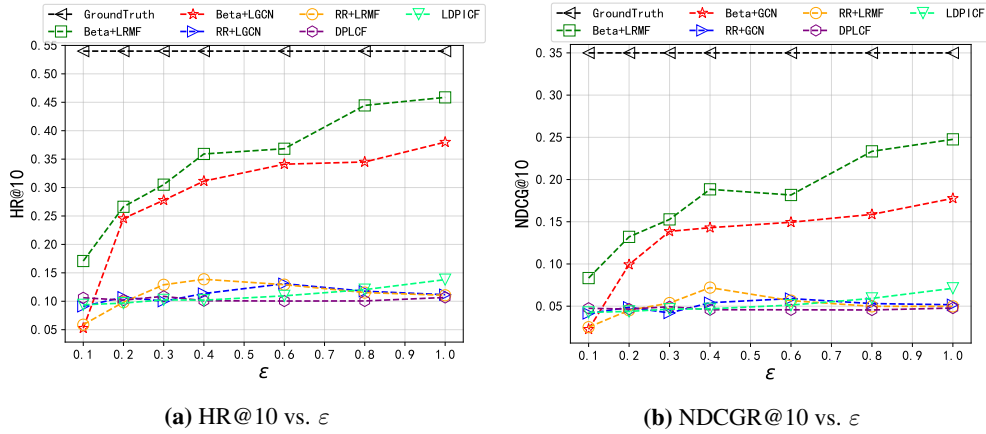 GroundTruth Beta+LGCN RR+LRMF LDPICF
Beta+LRMF RR+LGCN DPLCF
0.55
0.50
0.45
0.40
0.35
0.30
0.25
0.20
0.15
0.10
0.05
HR@10
0.1 0.2 0.3 0.4 0.5 0.6 0.7 0.8 0.9 1.0
ε
(a) HR@10 vs. ε
GroundTruth Beta+GCN RR+LRMF LDPICF
Beta+LRMF RR+GCN DPLCF
0.35
0.30
0.25
0.20
0.15
0.10
0.05
0.00
NDCG@10
0.1 0.2 0.3 0.4 0.5 0.6 0.7 0.8 0.9 1.0
ε
(b) NDCGR@10 vs. ε